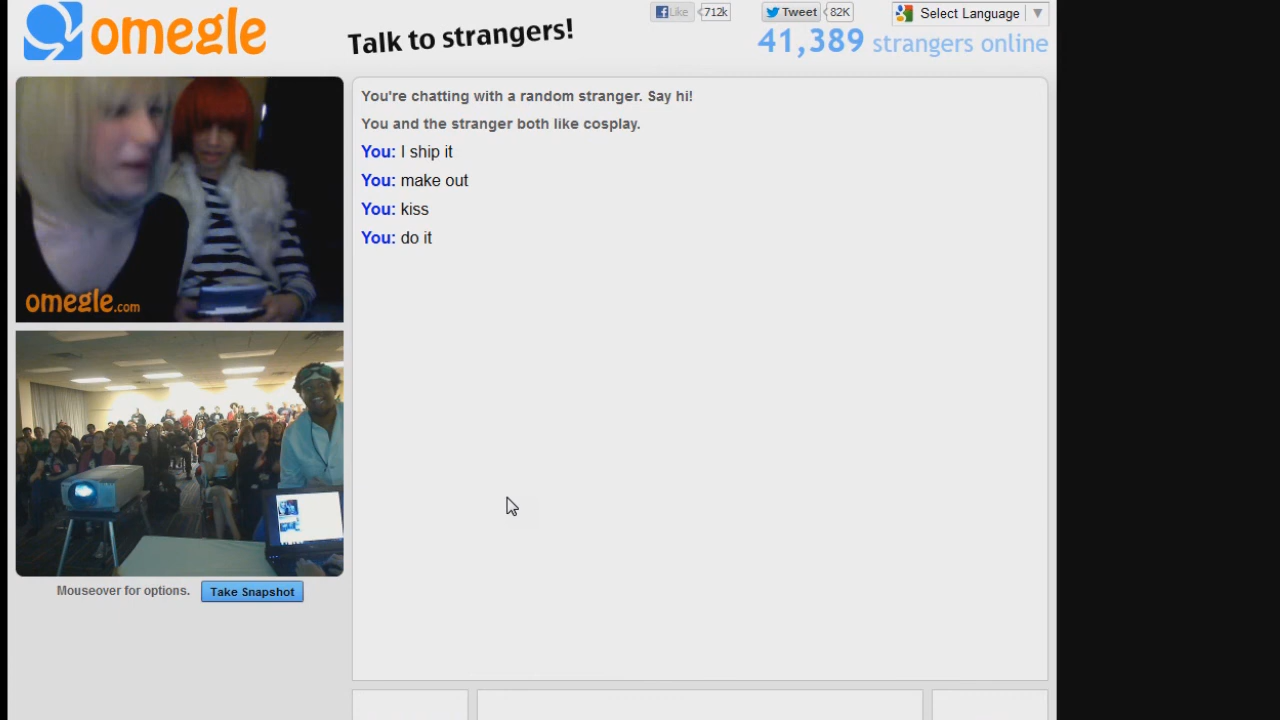 omegle
Talk to strangers!
Like 712k
Tweet 82K
Select Language
41,389 strangers online
You're chatting with a random stranger. Say hi!
You and the stranger both like cosplay.
You: I ship it
You: make out
You: kiss
You: do it
omegle.com
Mouseover for options.
Take Snapshot